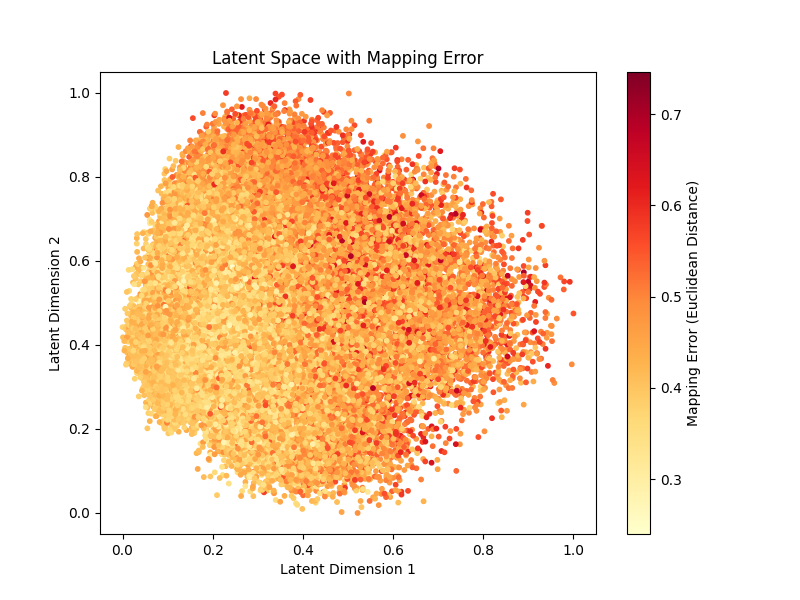 Latent Space with Mapping Error
1.0
0.8
0.6
0.4
0.2
0.0
Latent Dimension 2
0.0 0.2 0.4 0.6 0.8 1.0
Latent Dimension 1
0.7
0.6
0.5
0.4
0.3
Mapping Error (Euclidean Distance)